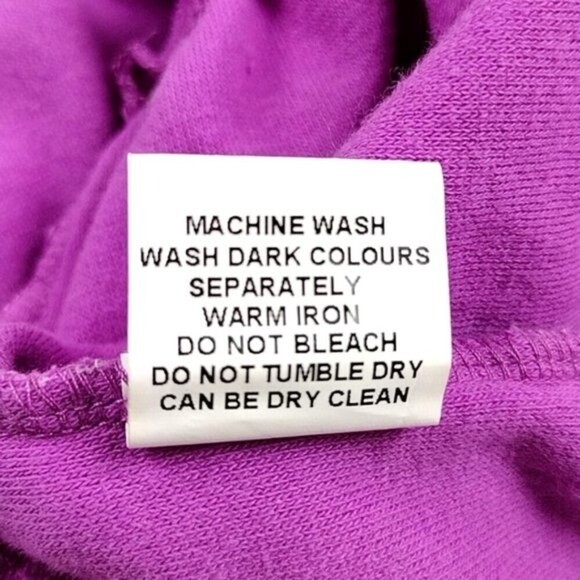 MACHINE WASH
WASH DARK COLOURS
SEPARATELY
WARM IRON
DO NOT BLEACH
DO NOT TUMBLE DRY
CAN BE DRY CLEAN